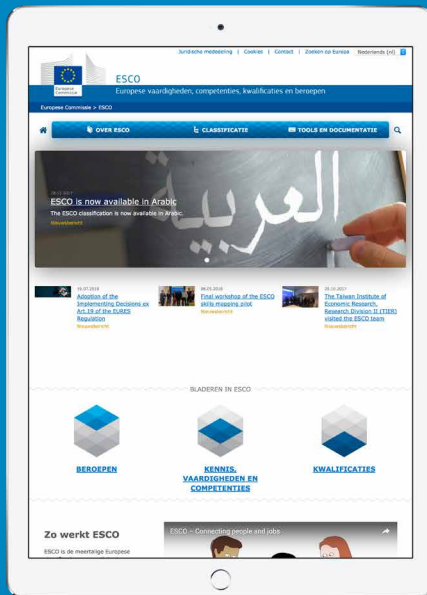 Juridische mededeling | Cookies | Contact | Zoeken op Europa Nederlands (nl)
Europese
Commissie
ESCO
Europese vaardigheden, competenties, kwalificaties en beroepen
Europese Commissie > ESCO
OVER ESCO CLASSIFICATIE TOOLS EN DOCUMENTATIE
العربية
ESCO is now available in Arabic
The ESCO classification is now available in Arabic.
Nieuwsbericht
Adoption of the
Implementing Decisions ex
Art.19 of the EURES
Regulation
Nieuwsbericht
Final workshop of the ESCO
skills mapping pilot
Nieuwsbericht
The Taiwan Institute of
Economic Research,
Research Division II (TIER)
visited the ESCO team
Nieuwsbericht
BLADEREN IN ESCO
BEROEPEN
KENNIS,
VAARDIGHEDEN EN
COMPETENTIES
KWALIFICATIES
Zo werkt ESCO
ESCO is de meertalige Europese
ESCO – Connecting people and jobs